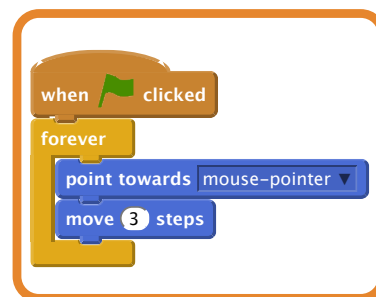 when clicked
forever
point towards mouse-pointer
move 3 steps